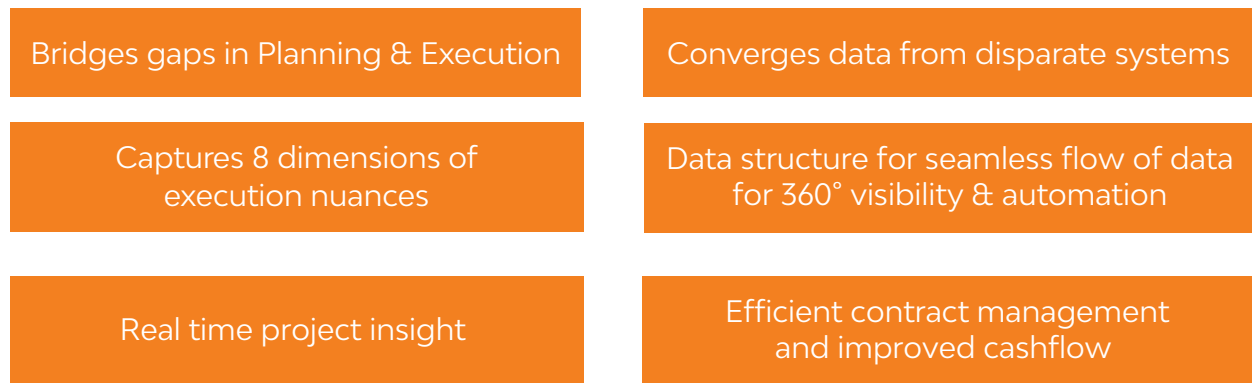 Bridges gaps in Planning & Execution
Converges data from disparate systems
Captures 8 dimensions of
execution nuances
Data structure for seamless flow of data
for 360° visibility & automation
Real time project insight
Efficient contract management
and improved cashflow